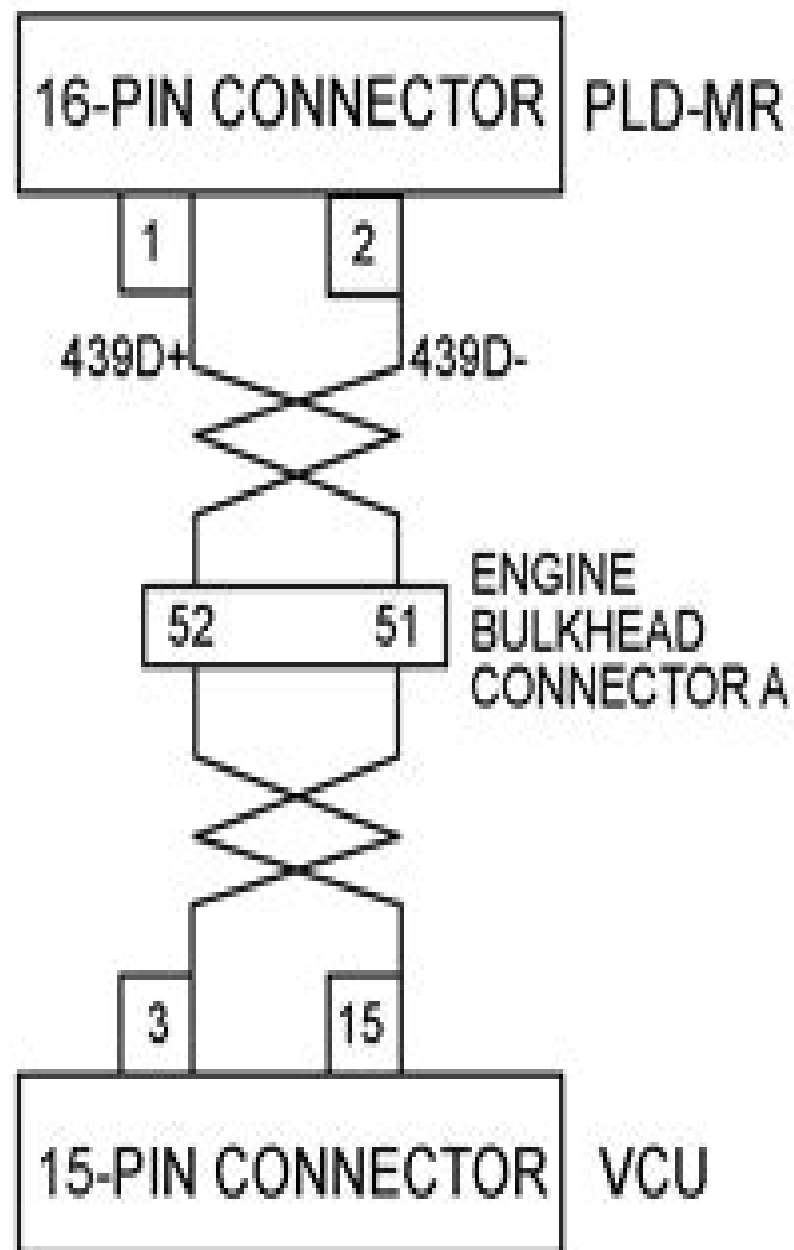 16-PIN CONNECTOR PLD-MR
1 2
439D+ 439D-
52 51
ENGINE
BULKHEAD
CONNECTOR A
3 15
15-PIN CONNECTOR VCU